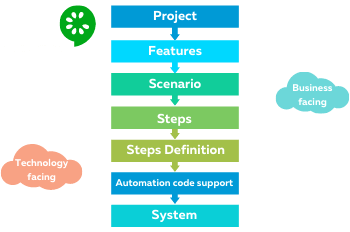 Project
Features
Scenario
Business
facing
Steps
Steps Definition
Technology
facing
Automation code support
System